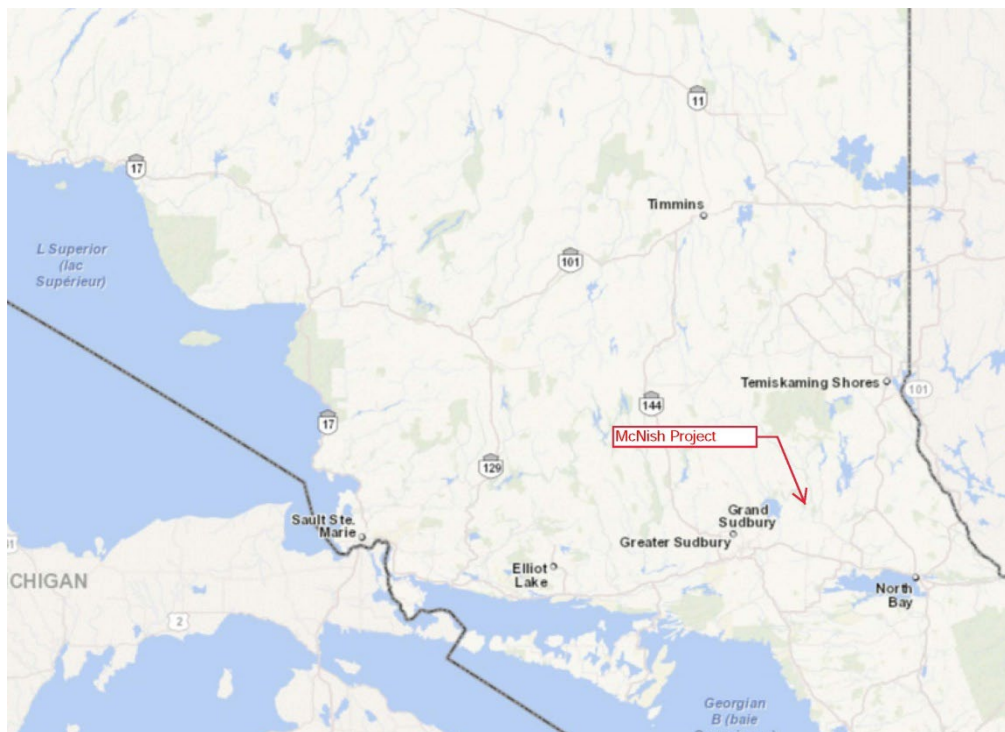 11
17
Timmins
L Superior
(lac
Supérieur)
101
Temiskaming Shores
101
144
17
McNish Project
129
Grand
Sudbury
Sault Ste.
Marie
Greater Sudbury
Elliot
Lake
CHIGAN
North
Bay
2
Georgian
B (baie